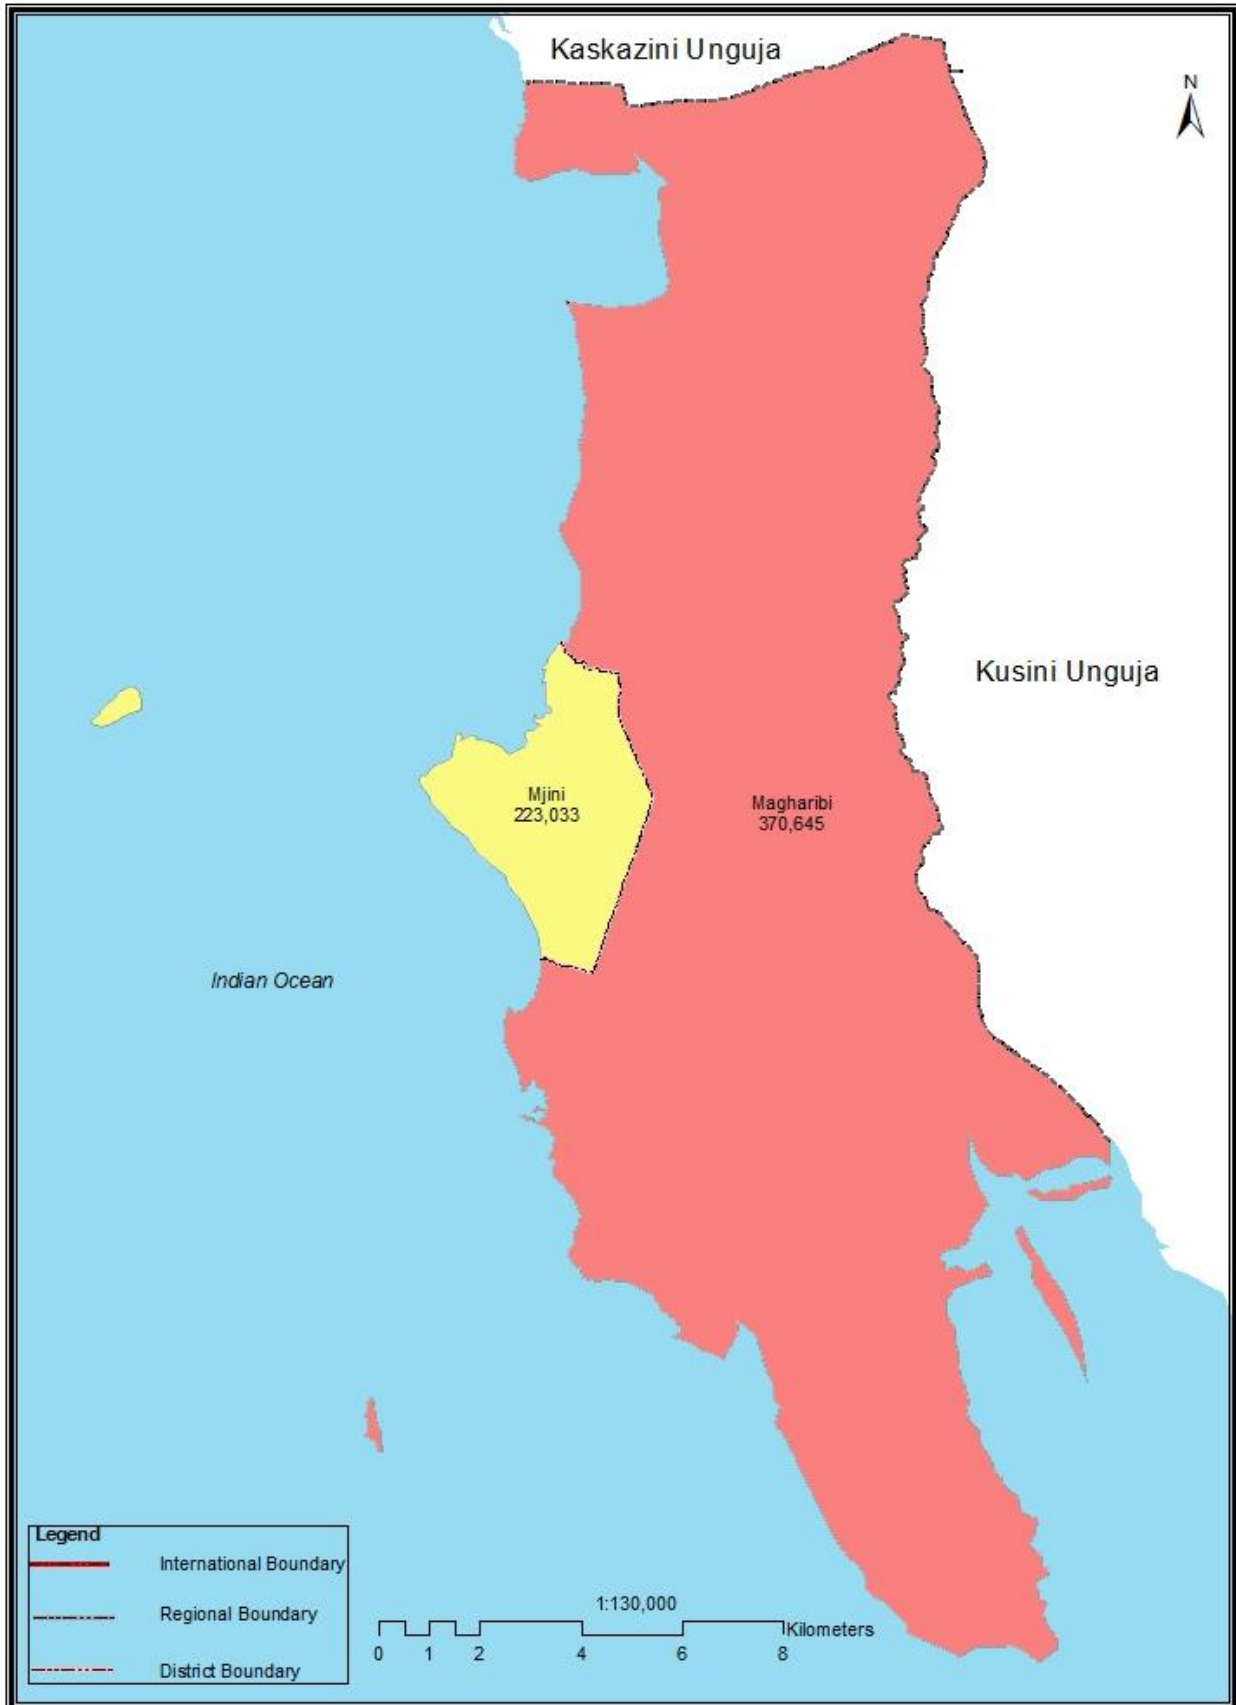 Kaskazini Unguja
N
Kusini Unguja
Mjini
223,033
Magharibi
370,645
Indian Ocean
Legend
International Boundary
Regional Boundary
District Boundary
1:130,000
Kilometers
0 1 2 4 6 8